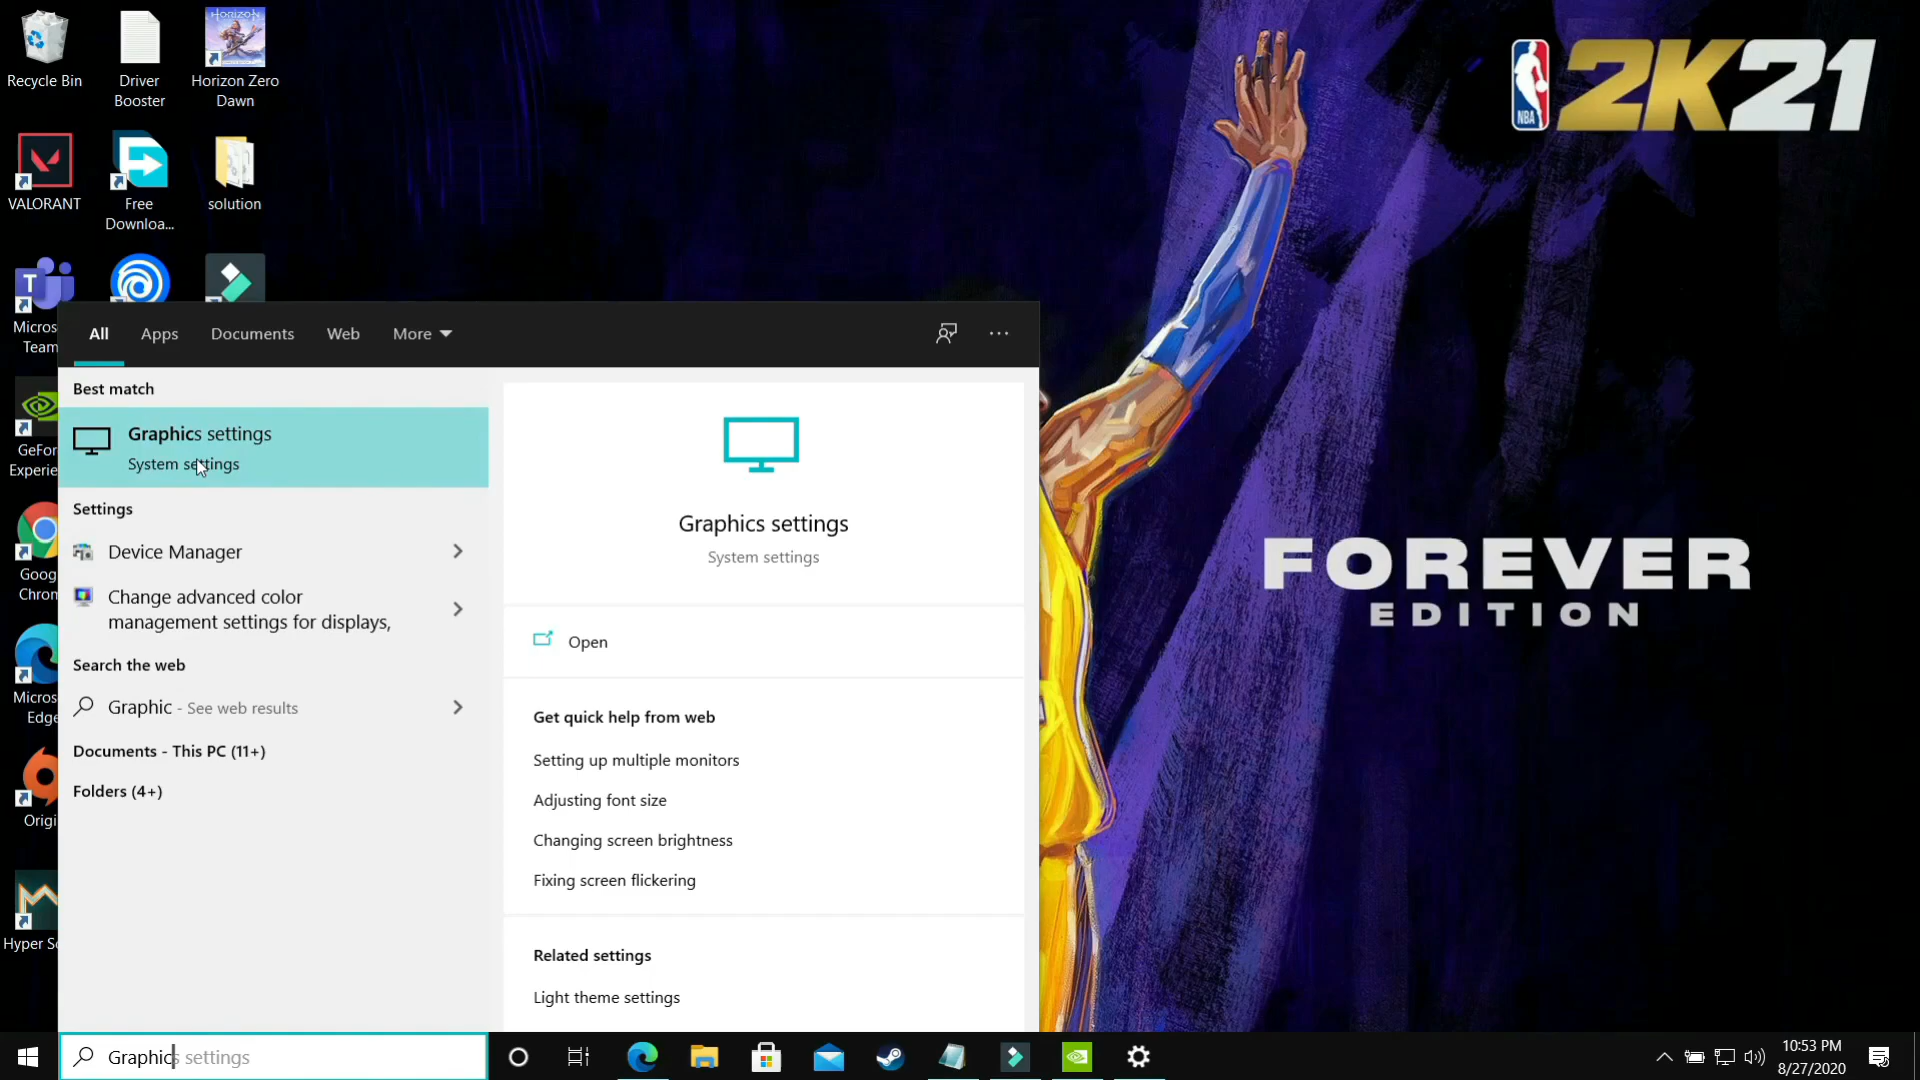 Recycle Bin
Driver
Booster
Horizon Zero
Dawn
HORIZON
NBA
2K21
VALORANT
Free
Downloa...
solution
T
Micros
Team
GeFor
Experie
Goog
Chrom
Micros
Edge
Origi
Hyper Sc
All
Apps
Documents
Web
More
Best match
Graphics settings
System settings
Settings
Device Manager
Change advanced color
management settings for displays,
Search the web
Graphic - See web results
Documents - This PC (11+)
Folders (4+)
Graphics settings
System settings
Open
Get quick help from web
Setting up multiple monitors
Adjusting font size
Changing screen brightness
Fixing screen flickering
Related settings
Light theme settings
FOREVER
EDITION
Graphics settings
10:53 PM
8/27/2020